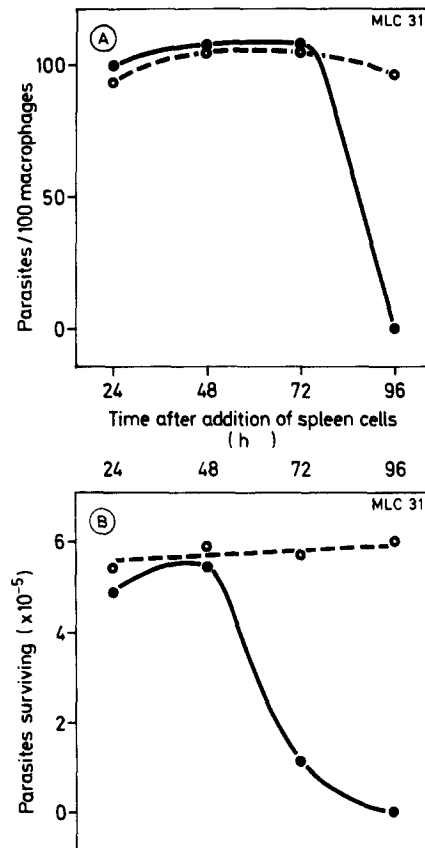 A
MLC 31
100
50
0
Parasites / 100 macrophages
24 48 72 96
Time after addition of spleen cells
( h )
24 48 72 96
B
MLC 31
6
4
2
0
Parasites surviving (x10⁻⁵)